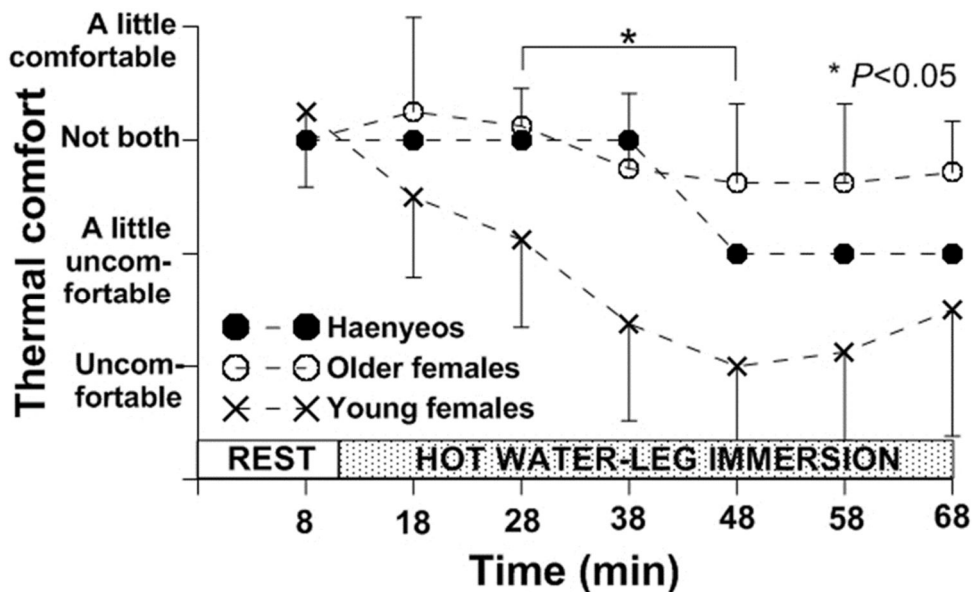 Thermal comfort
A little
comfortable
Not both
A little
uncom-
fortable
Uncom-
fortable
*
* P<0.05
Haenyeos
Older females
Young females
REST
HOT WATER-LEG IMMERSION
8 18 28 38 48 58 68
Time (min)